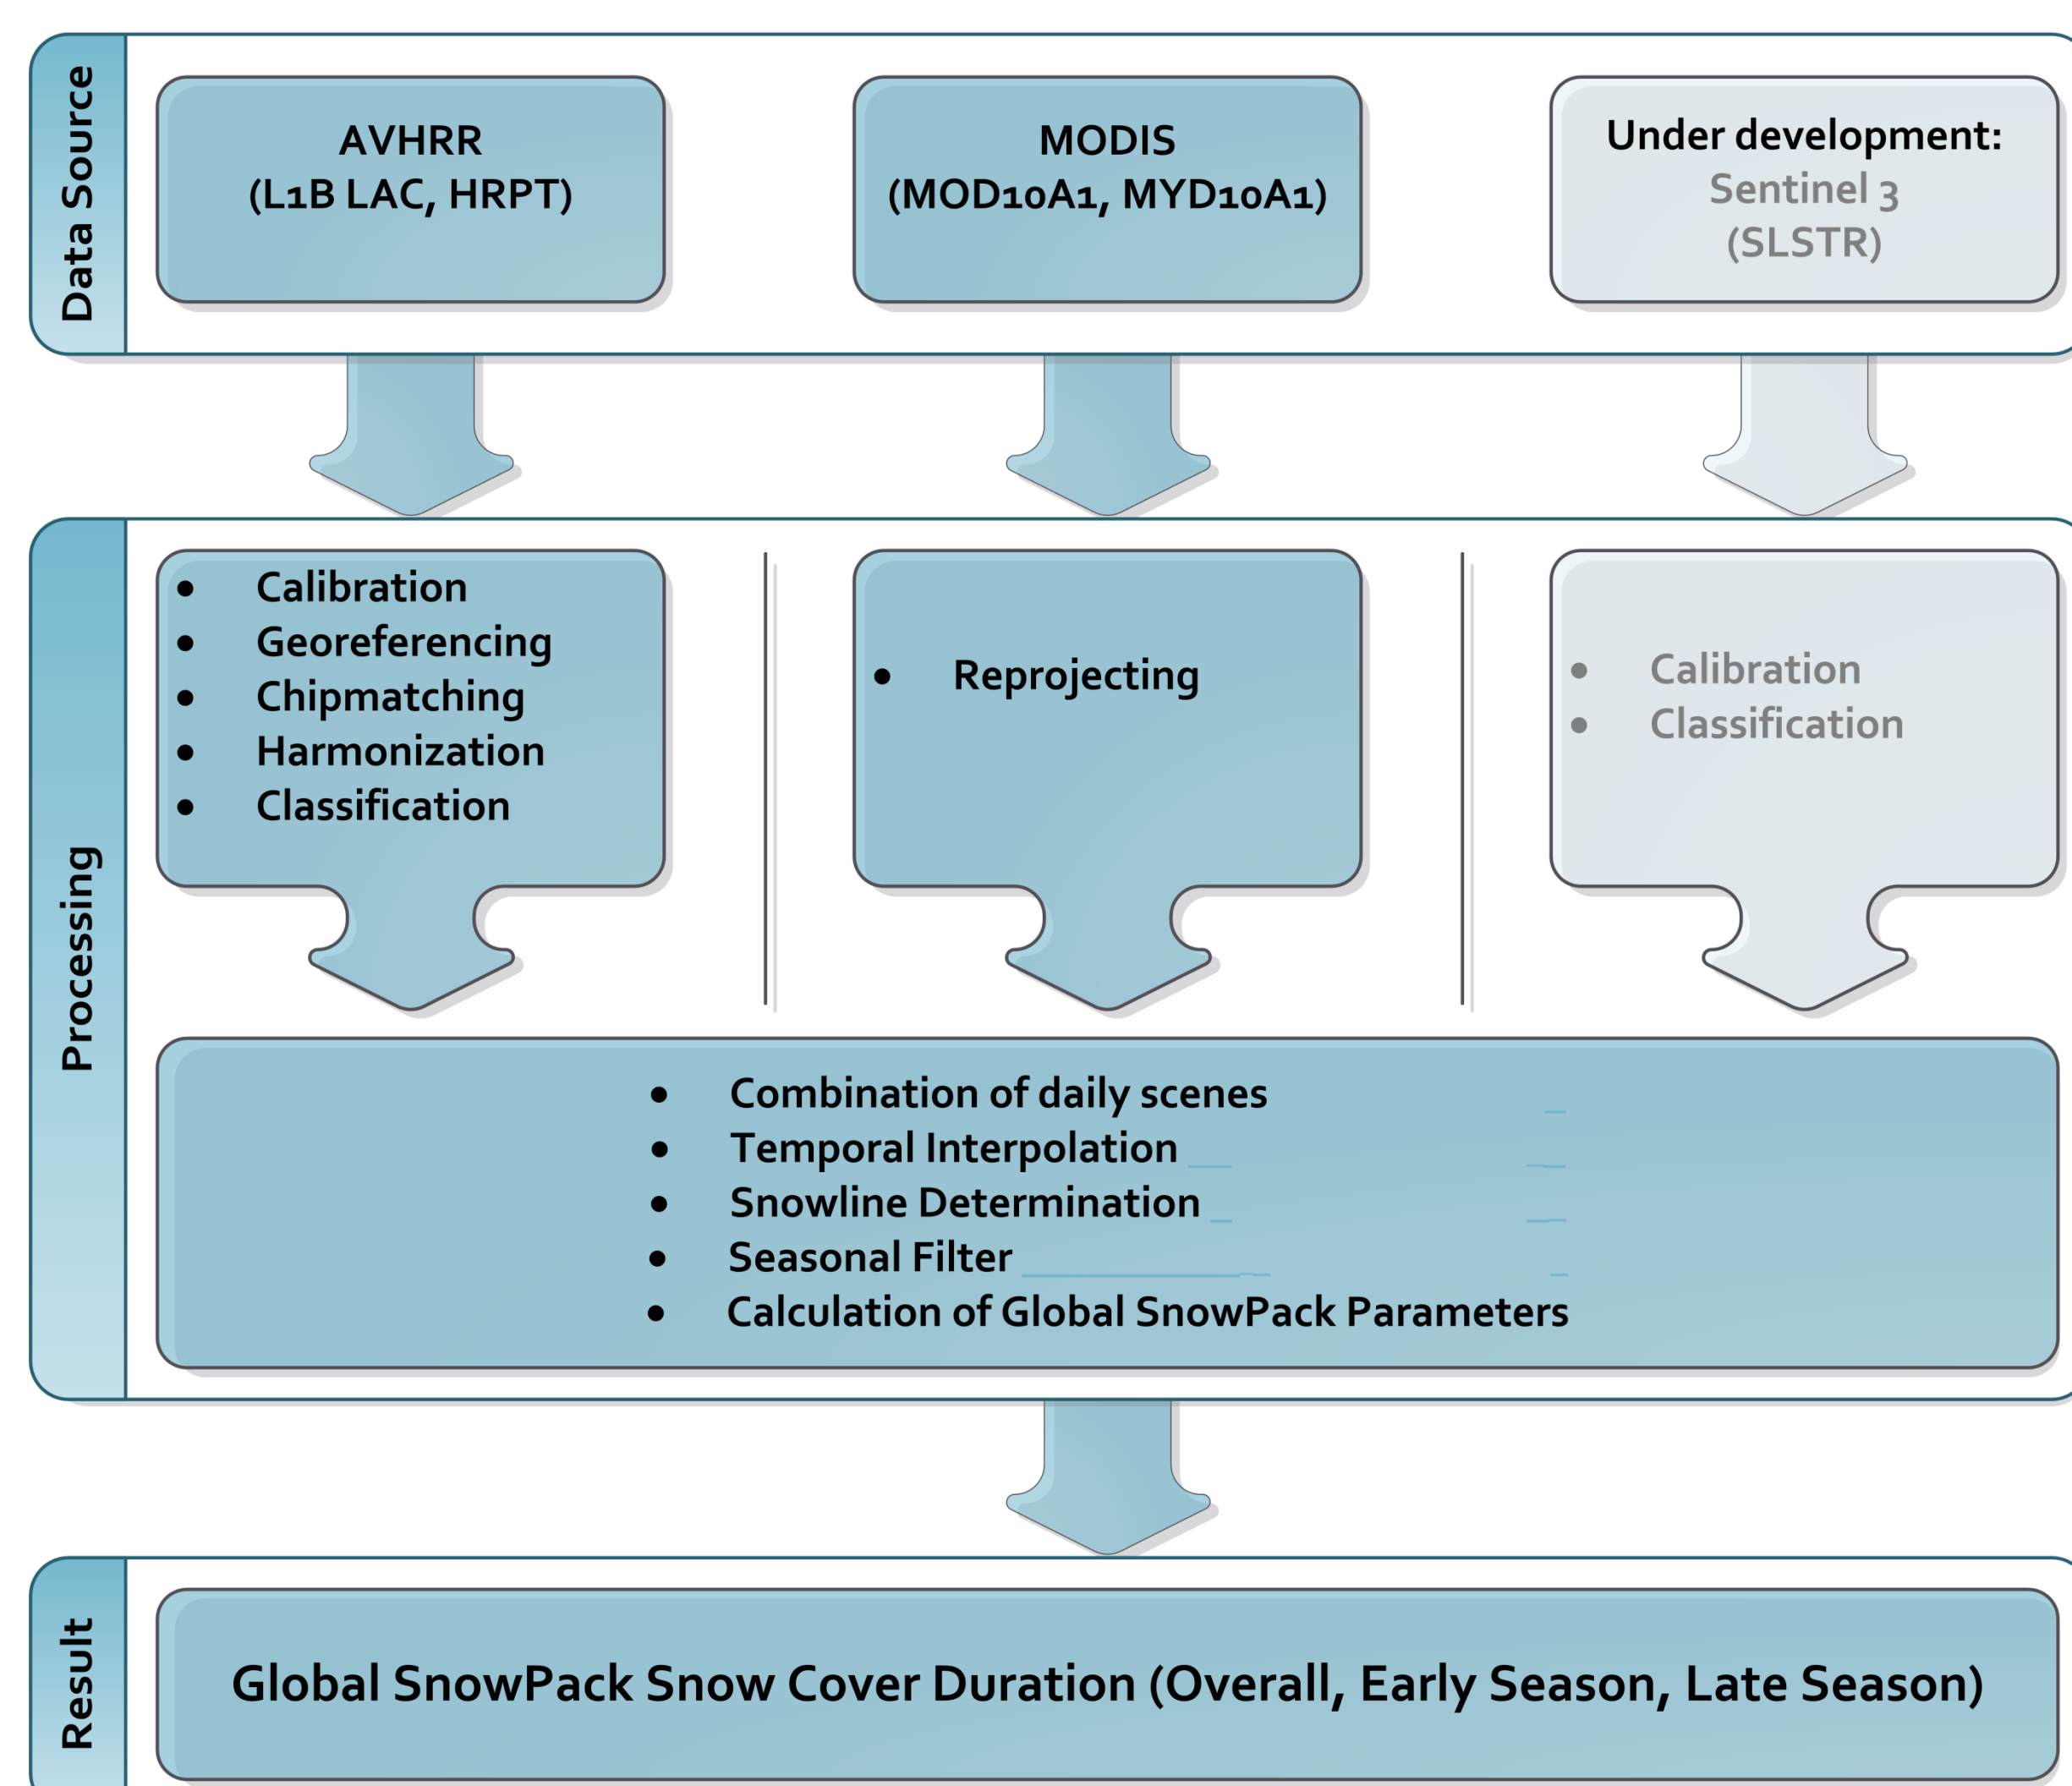 Data Source
AVHRR
(L1B LAC, HRPT)
MODIS
(MOD10A1, MYD10A1)
Under development:
Sentinel 3
(SLSTR)
Processing
• Calibration
• Georeferencing
• Chipmatching
• Harmonization
• Classification
• Reprojecting
• Calibration
• Classification
• Combination of daily scenes
• Temporal Interpolation
• Snowline Determination
• Seasonal Filter
• Calculation of Global SnowPack Parameters
Result
Global SnowPack Snow Cover Duration (Overall, Early Season, Late Season)